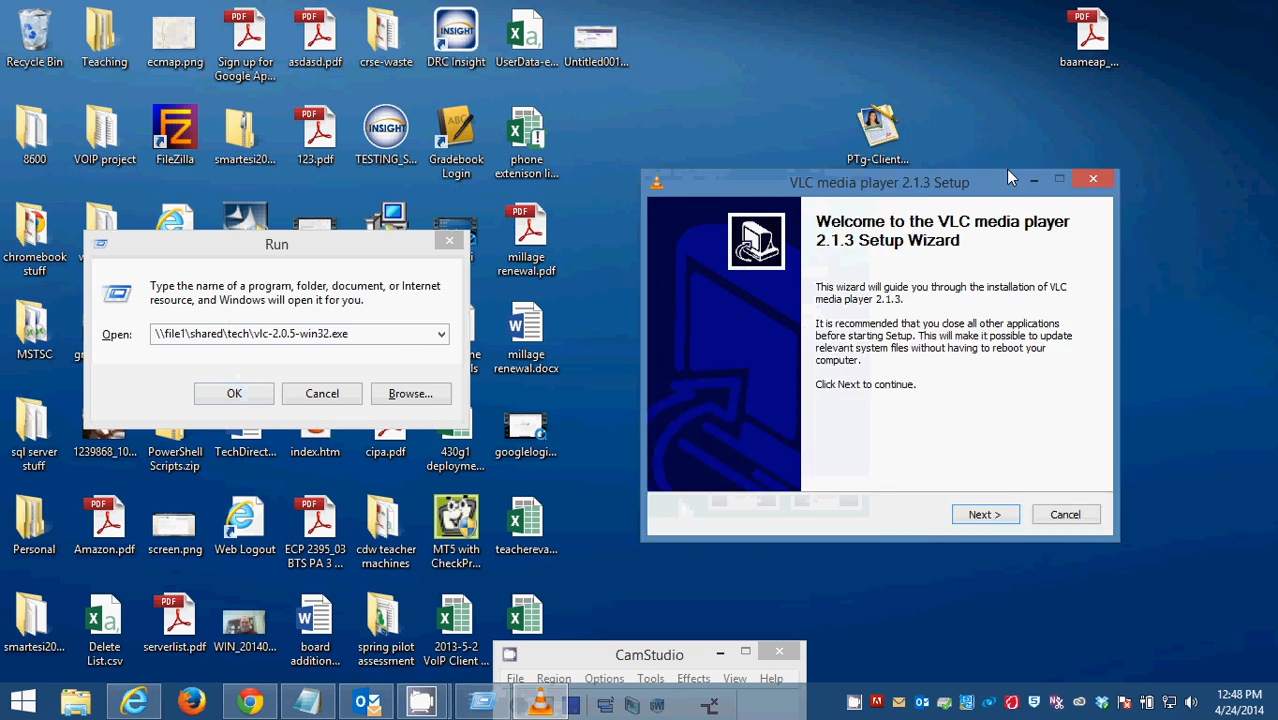 Recycle Bin
Teaching
ecmap.png
Sign up for
Google Ap...
asdasd.pdf
crse-waste
INSIGHT
DRC Insight
UserData-e...
Untitled001...
baameap_...
8600
VOIP project
FileZilla
smartesi20...
123.pdf
INSIGHT
TESTING_S...
Gradebook
Login
phone
extenison li...
PTg-Client...
chromebook
stuff
millage
renewal.pdf
Run
Type the name of a program, folder, document, or Internet
resource, and Windows will open it for you.
Open:
\\file1\shared\tech\vlc-2.0.5-win32.exe
OK
Cancel
Browse...
VLC media player 2.1.3 Setup
Welcome to the VLC media player
2.1.3 Setup Wizard
This wizard will guide you through the installation of VLC
media player 2.1.3.
It is recommended that you close all other applications
before starting Setup. This will make it possible to update
relevant system files without having to reboot your
computer.
Click Next to continue.
Next >
Cancel
MSTSC
millage
renewal.docx
sql server
stuff
1239868_10...
PowerShell
Scripts.zip
TechDirect...
index.htm
cipa.pdf
430g1
deployme...
googlelogi...
Personal
Amazon.pdf
screen.png
Web Logout
ECP 2395_03
BTS PA 3 ...
cdw teacher
machines
MT5 with
CheckPr...
teachereva...
smartesi20...
Delete
List.csv
serverlist.pdf
WIN_20140...
board
addition...
spring pilot
assessment
2013-5-2
VoIP Client ...
CamStudio
File
Region
Options
Tools
Effects
View
Help
12:48 PM
4/24/2014